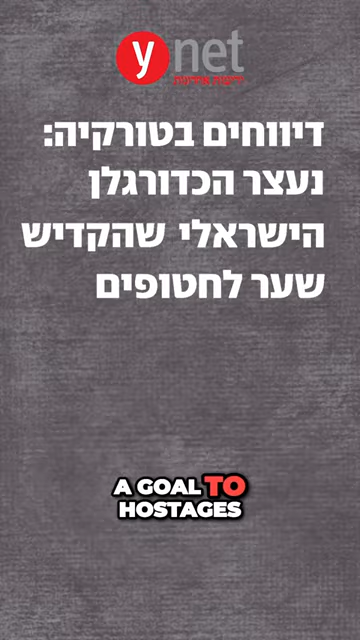 ynet
ידיעות אחרונות
דיווחים בטורקיה:
נעצר הכדורגלן
הישראלי שהקדיש
שער לחטופים
A GOAL TO
HOSTAGES